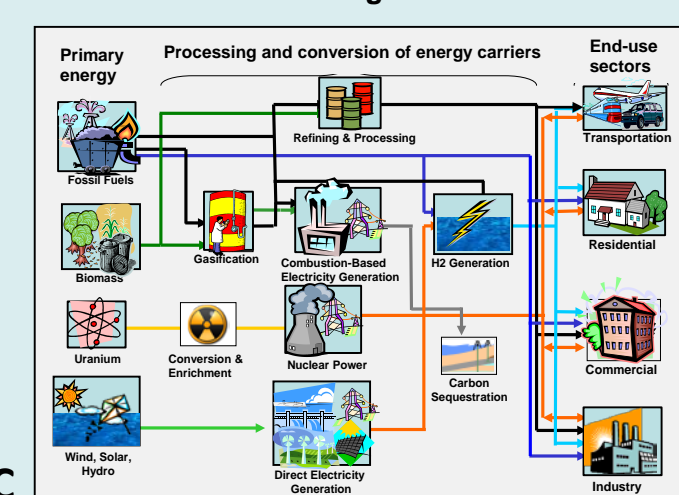 Primary
energy
Processing and conversion of energy carriers
End-use
sectors
Refining & Processing
Transportation
Fossil Fuels
Gasification
Combustion-Based
Electricity Generation
H2 Generation
Residential
Biomass
Uranium
Conversion &
Enrichment
Nuclear Power
Carbon
Sequestration
Commercial
Wind, Solar,
Hydro
Direct Electricity
Generation
Industry
C